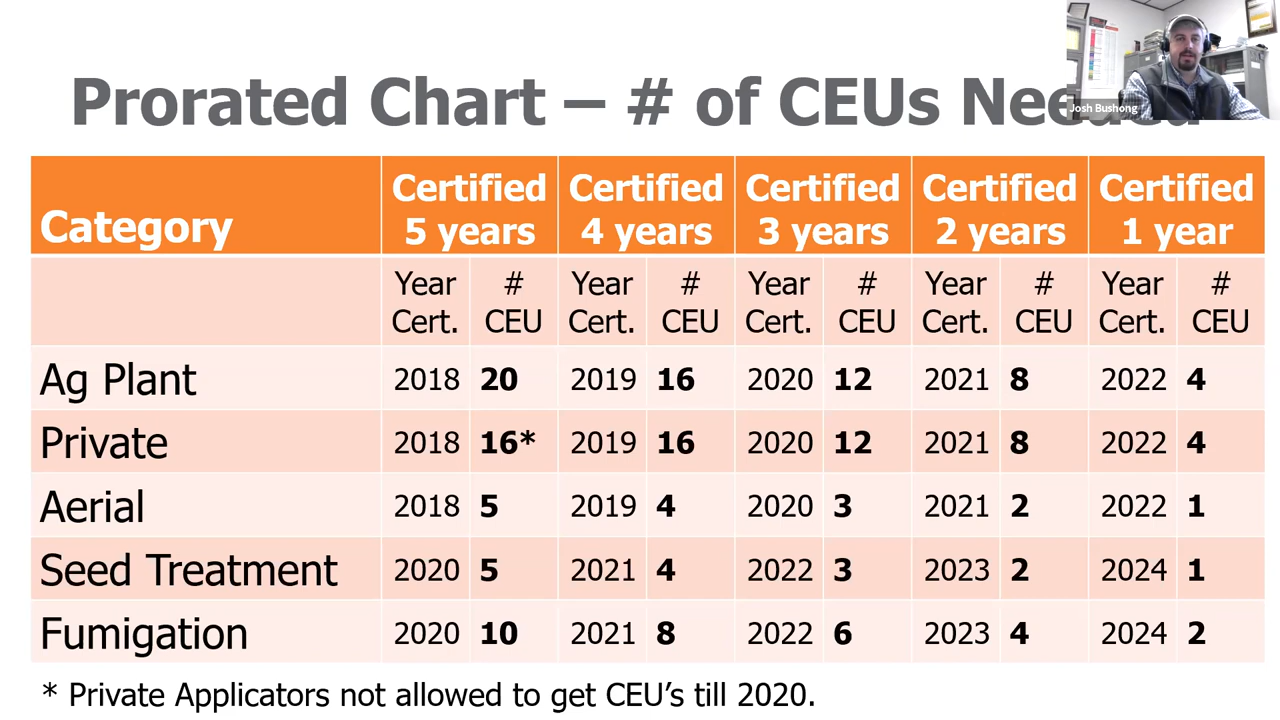 Prorated Chart – # of CEUs Needed
Josh Bushong
Category
Certified 5 years
Certified 4 years
Certified 3 years
Certified 2 years
Certified 1 year
Year Cert. # CEU Year Cert. # CEU Year Cert. # CEU Year Cert. # CEU Year Cert. # CEU
Ag Plant 2018 20 2019 16 2020 12 2021 8 2022 4
Private 2018 16* 2019 16 2020 12 2021 8 2022 4
Aerial 2018 5 2019 4 2020 3 2021 2 2022 1
Seed Treatment 2020 5 2021 4 2022 3 2023 2 2024 1
Fumigation 2020 10 2021 8 2022 6 2023 4 2024 2
* Private Applicators not allowed to get CEU’s till 2020.